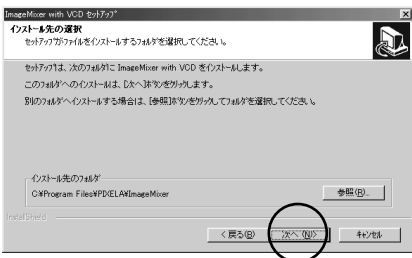 ImageMixer with VCD セットアップ
インストール先の選択
セットアップがファイルをインストールするフォルダを選択してください。
セットアップは、次のフォルダに ImageMixer with VCD をインストールします。
このフォルダへのインストールは、[次へ]ボタンをクリックします。
別のフォルダへインストールする場合は、[参照]ボタンをクリックしてフォルダを選択してください。
インストール先のフォルダ
C:¥Program Files¥PIXELA¥ImageMixer
参照(R)...
InstallShield
< 戻る(B)
次へ (N)>
キャンセル